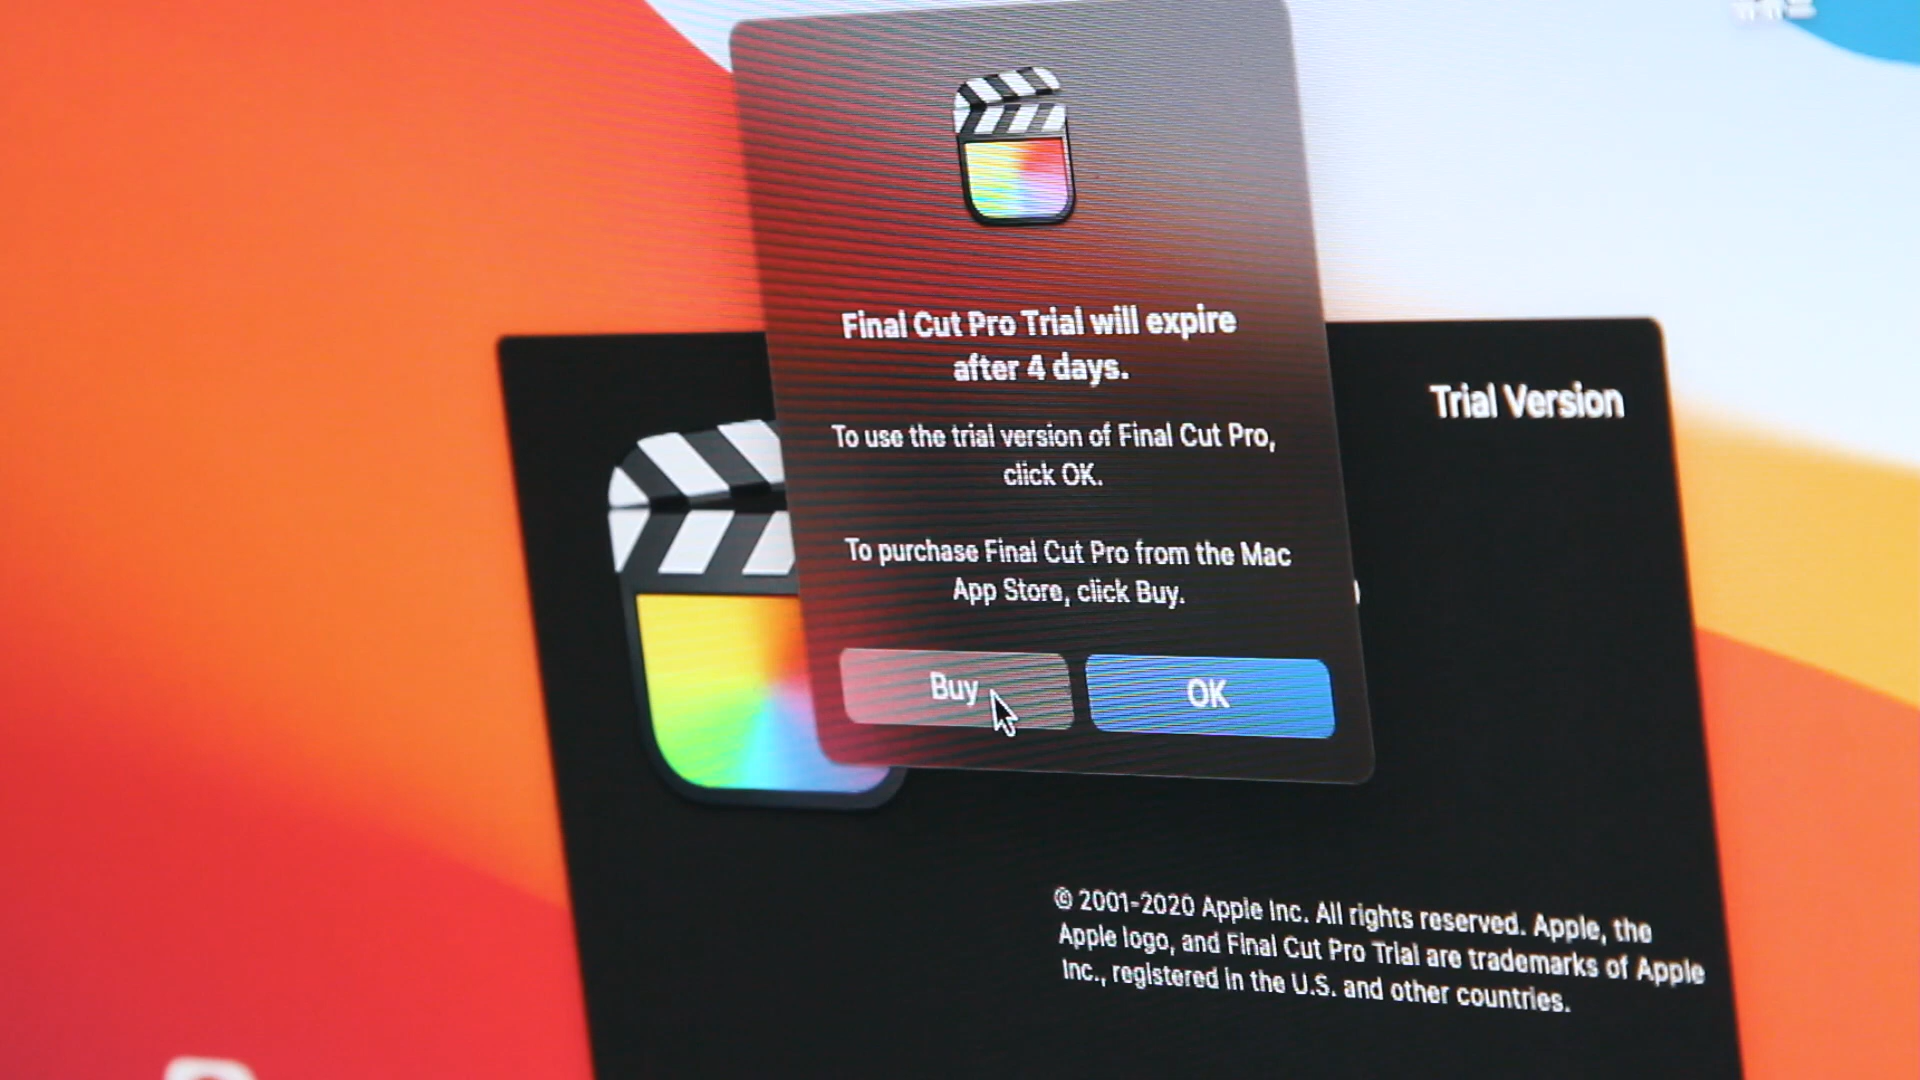 Final Cut Pro Trial will expire
after 4 days.
To use the trial version of Final Cut Pro,
click OK.
To purchase Final Cut Pro from the Mac
App Store, click Buy.
Buy
OK
Trial Version
© 2001-2020 Apple Inc. All rights reserved. Apple, the
Apple logo, and Final Cut Pro Trial are trademarks of Apple
Inc., registered in the U.S. and other countries.